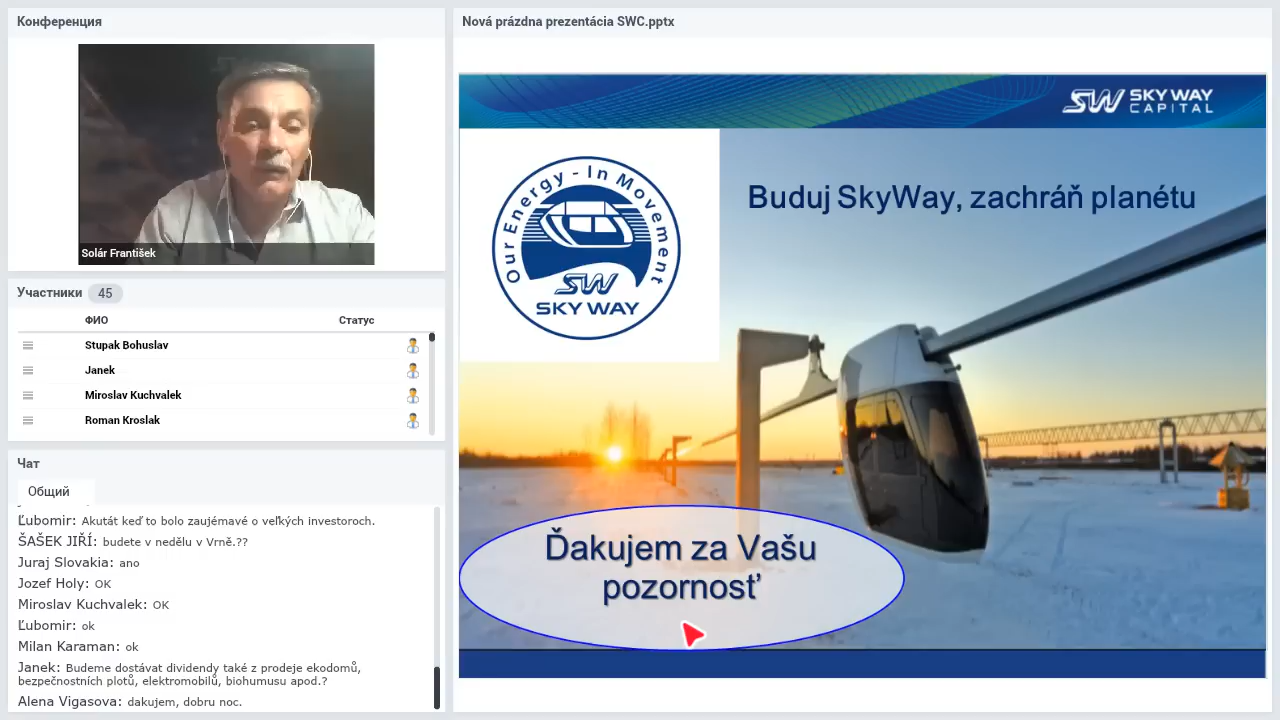 Конференция
Solár František
Участники 45
ФИО Статус
Stupak Bohuslav
Janek
Miroslav Kuchvalek
Roman Kroslak
Чат
Общий
Ľubomir: Akutát keď to bolo zaujémavé o veľkých investoroch.
ŠAŠEK JIŘÍ: budete v nedělu v Vrně.??
Juraj Slovakia: ano
Jozef Holy: OK
Miroslav Kuchvalek: OK
Ľubomir: ok
Milan Karaman: ok
Janek: Budeme dostávat dividendy také z prodeje ekodomů,
bezpečnostních plotů, elektromobilů, biohumusu apod.?
Alena Vigasova: dakujem, dobru noc.
Nová prázdna prezentácia SWC.pptx
SW SKY WAY
CAPITAL
Our Energy - In Movement
SW
SKY WAY
Buduj SkyWay, zachráň planétu
Ďakujem za Vašu
pozornosť